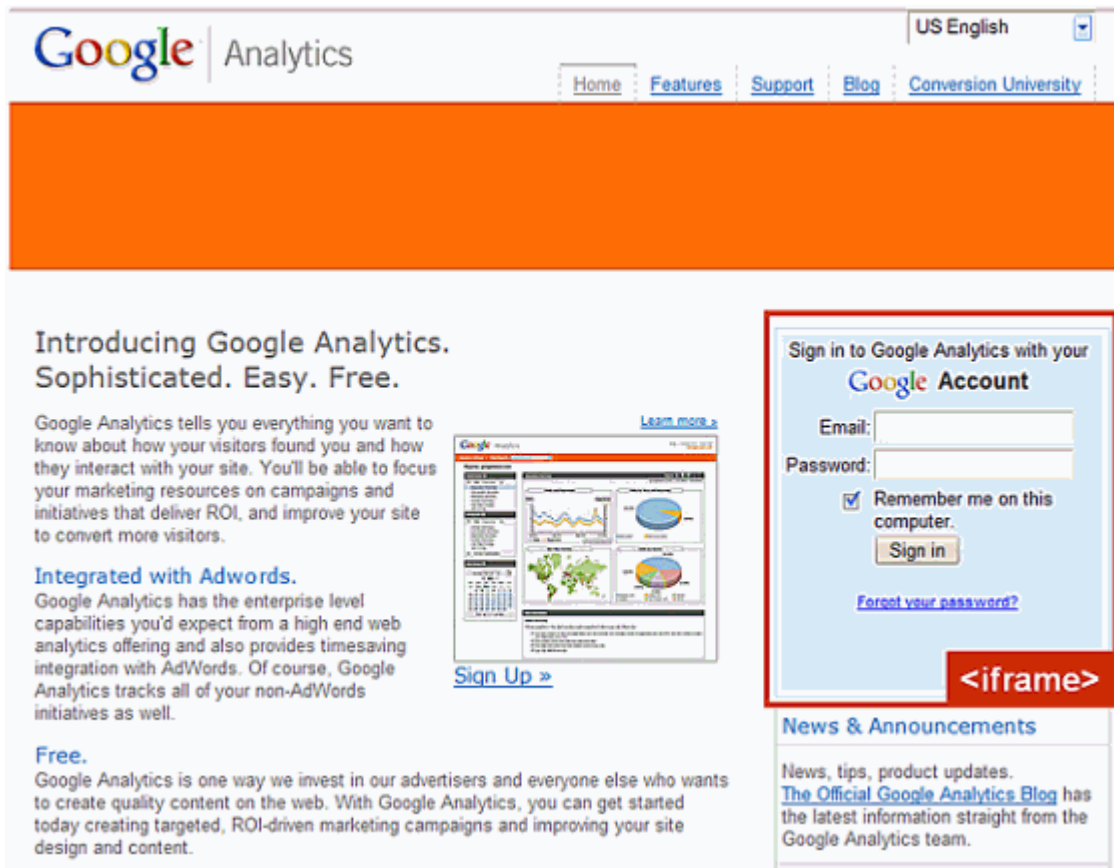 Google Analytics
US English
Home Features Support Blog Conversion University
Introducing Google Analytics.
Sophisticated. Easy. Free.
Google Analytics tells you everything you want to
know about how your visitors found you and how
they interact with your site. You'll be able to focus
your marketing resources on campaigns and
initiatives that deliver ROI, and improve your site
to convert more visitors.
Learn more »
Google Analytics
Sign Up »
Integrated with Adwords.
Google Analytics has the enterprise level
capabilities you'd expect from a high end web
analytics offering and also provides timesaving
integration with AdWords. Of course, Google
Analytics tracks all of your non-AdWords
initiatives as well.
Free.
Google Analytics is one way we invest in our advertisers and everyone else who wants
to create quality content on the web. With Google Analytics, you can get started
today creating targeted, ROI-driven marketing campaigns and improving your site
design and content.
Sign in to Google Analytics with your
Google Account
Email:
Password:
Remember me on this
computer.
Sign in
Forgot your password?
<iframe>
News & Announcements
News, tips, product updates.
The Official Google Analytics Blog has
the latest information straight from the
Google Analytics team.